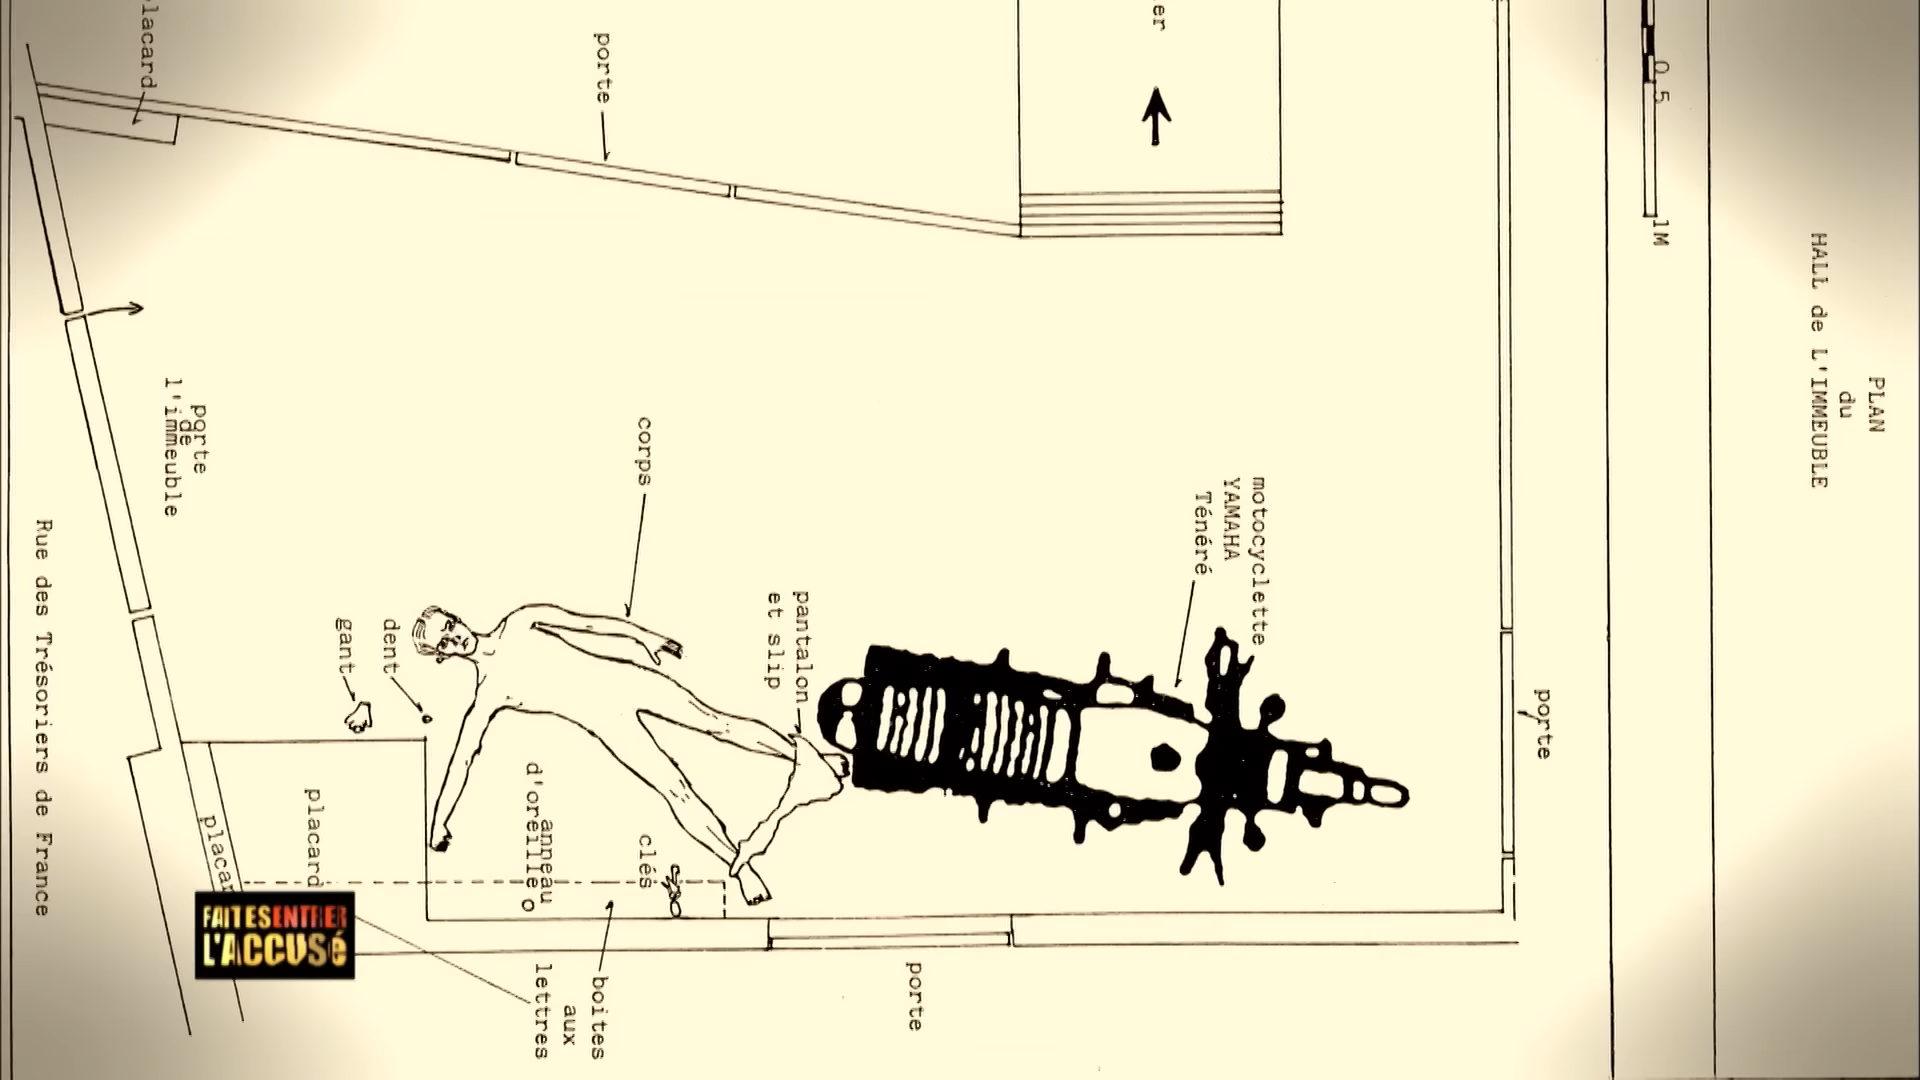 PLAN
du
HALL de L'IMMEUBLE
0 5
1M
er
porte
placard
motocyclette
YAMAHA
Ténéré
porte
corps
pantalon
et slip
dent
gant
porte
de
l'immeuble
Rue des Trésoriers de France
placard
placar
anneau
d'oreille
clés
boites
aux
lettres
porte
FAITES ENTRER
L'ACCUSé